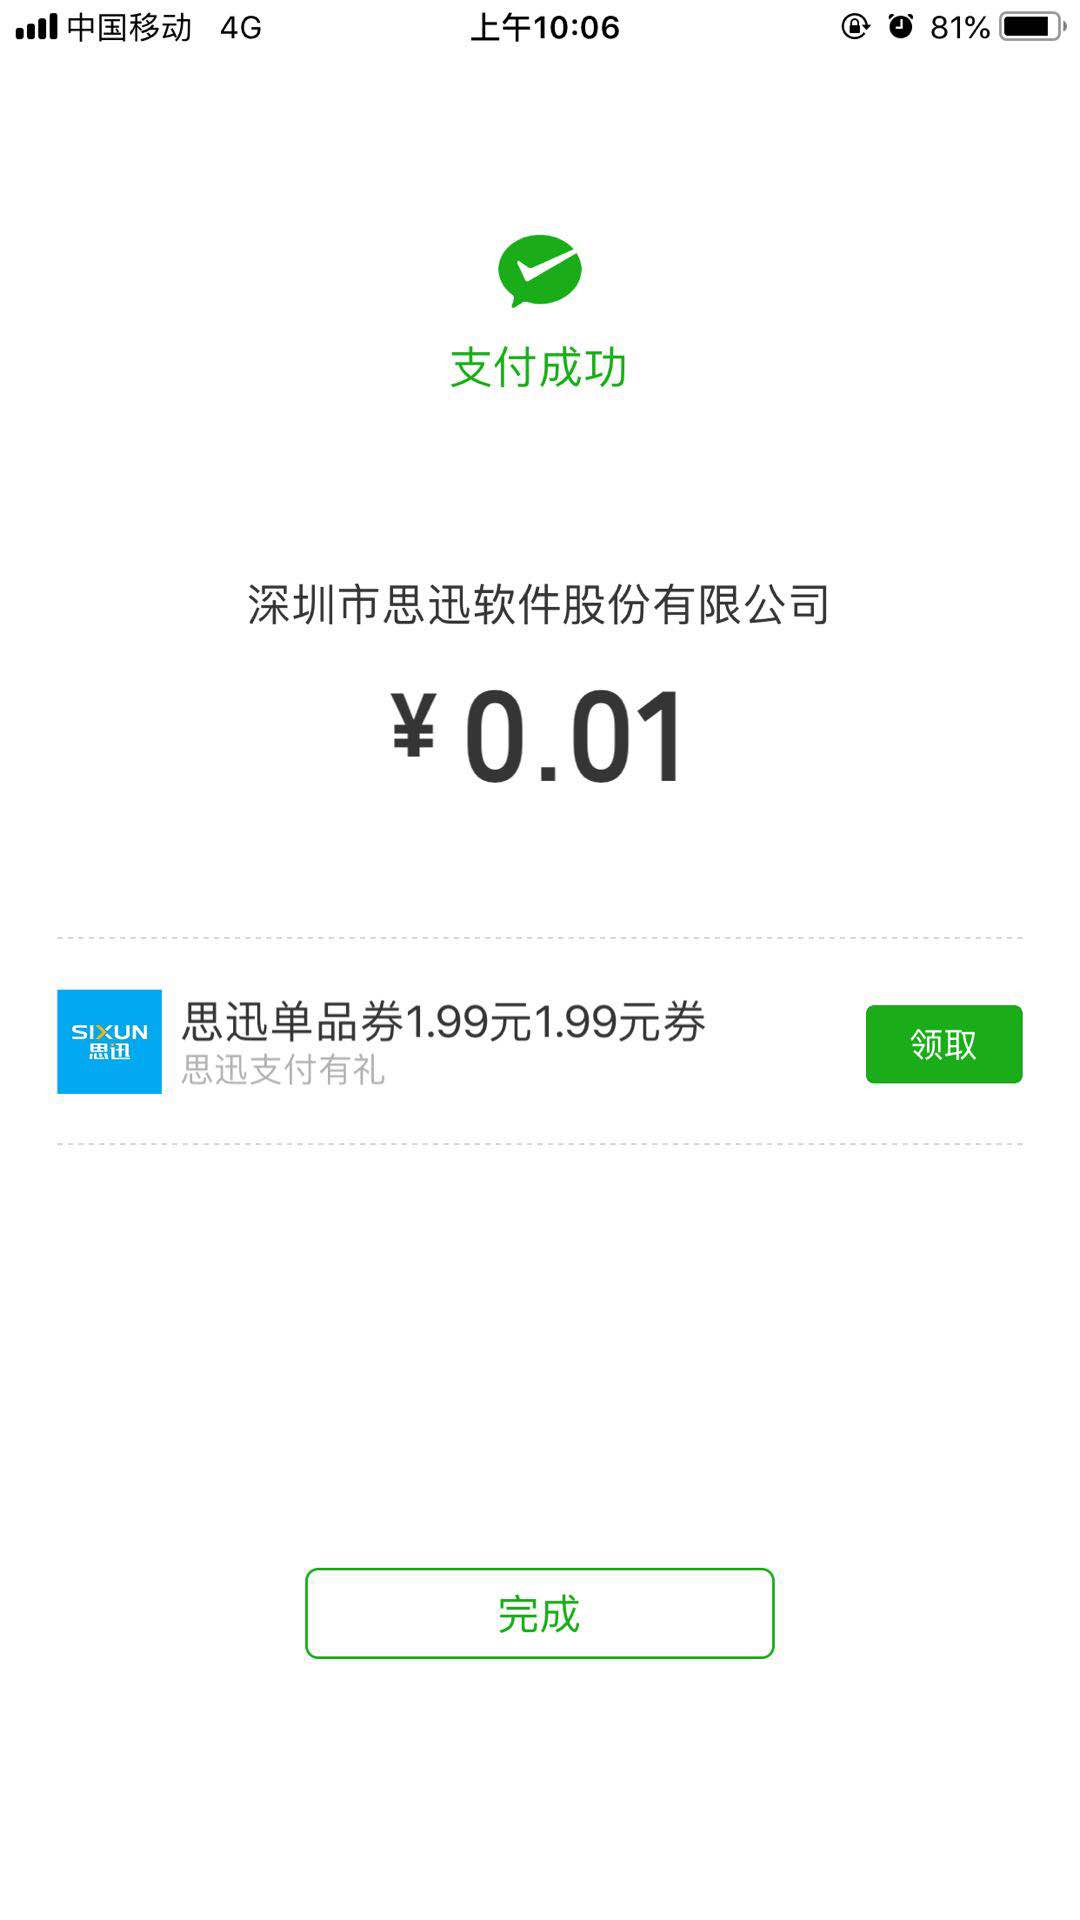 中国移动 4G 上午10:06 81%
支付成功
深圳市思迅软件股份有限公司
¥0.01
SIXUN
思迅
思迅单品券1.99元1.99元券
思迅支付有礼
领取
完成